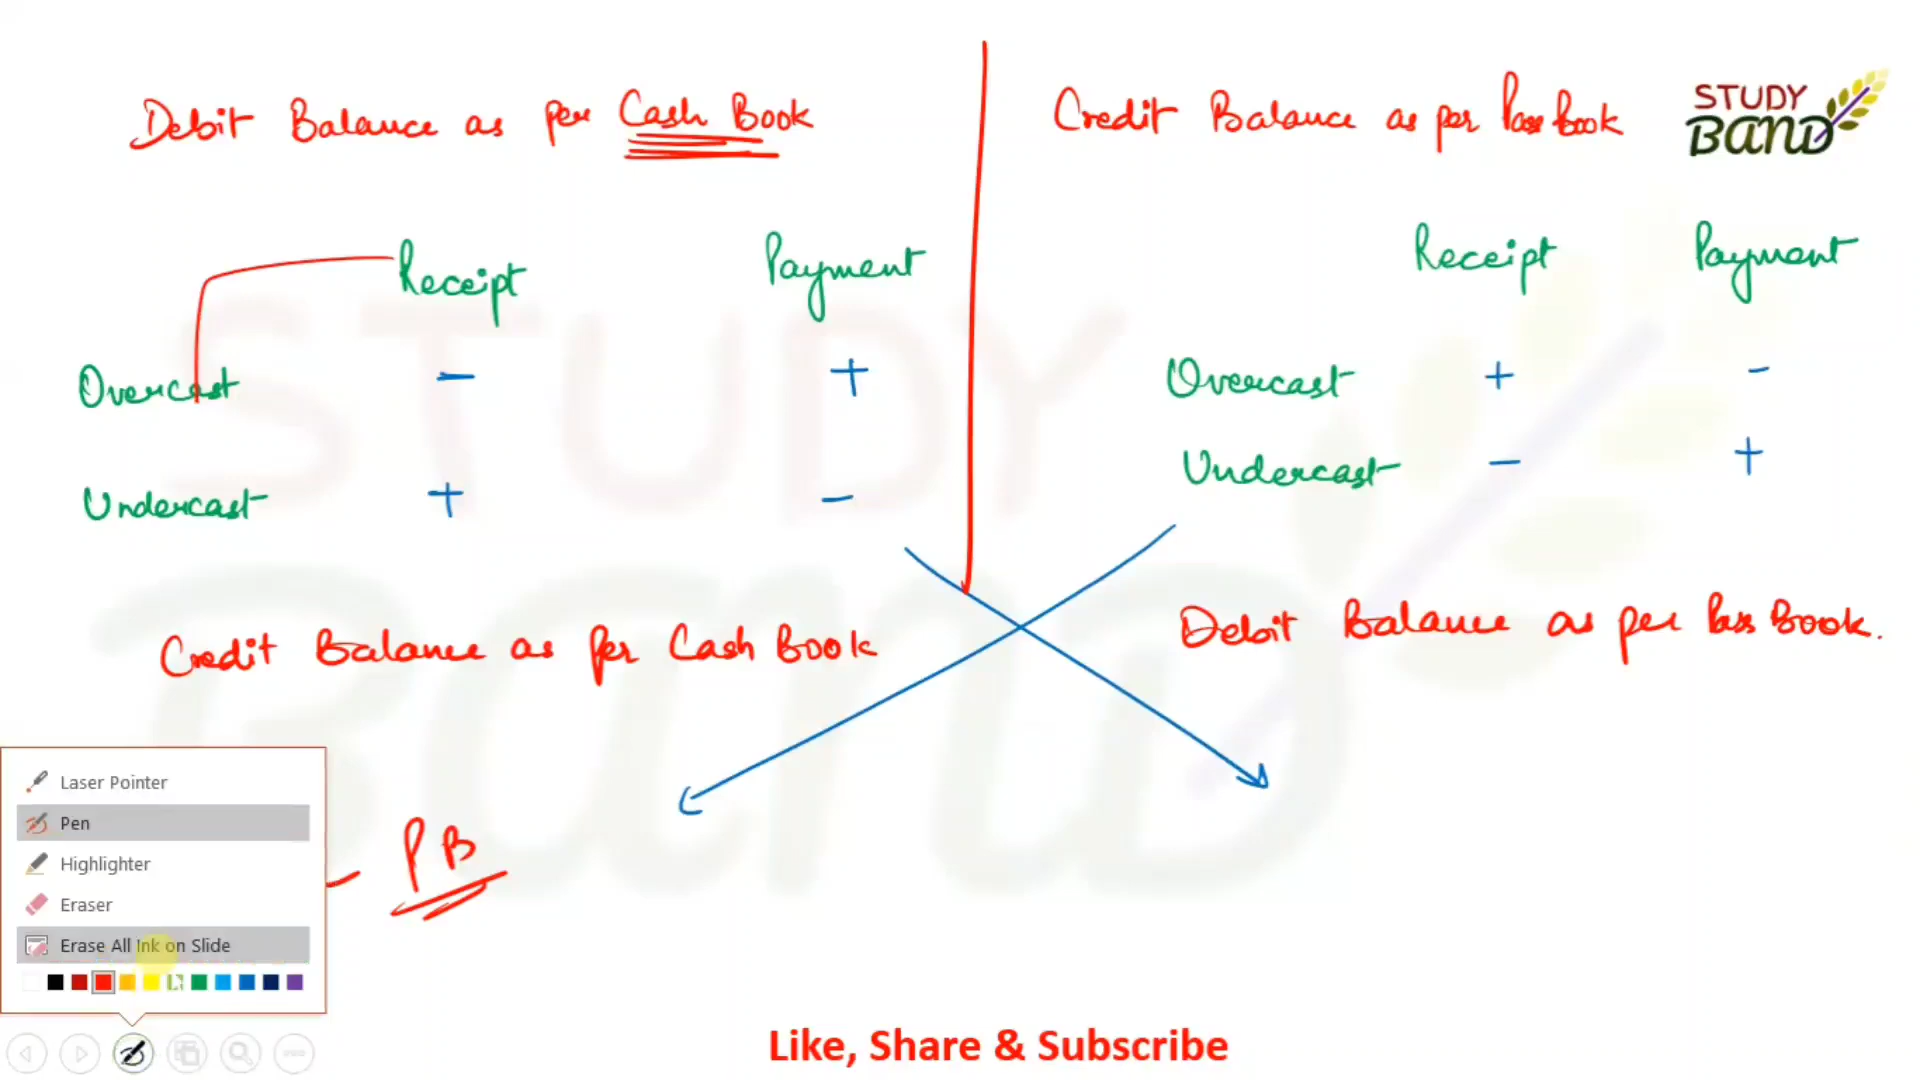 Debit Balance as per Cash Book
Receipt Payment
Overcast - +
Undercast + -
Credit Balance as per Pass Book
Receipt Payment
Overcast + -
Undercast - +
Credit Balance as Per Cash Book
Debit Balance as per Pass Book.
PB
STUDY
BAND
STUDY
BAND
Laser Pointer
Pen
Highlighter
Eraser
Erase All Ink on Slide
Like, Share & Subscribe